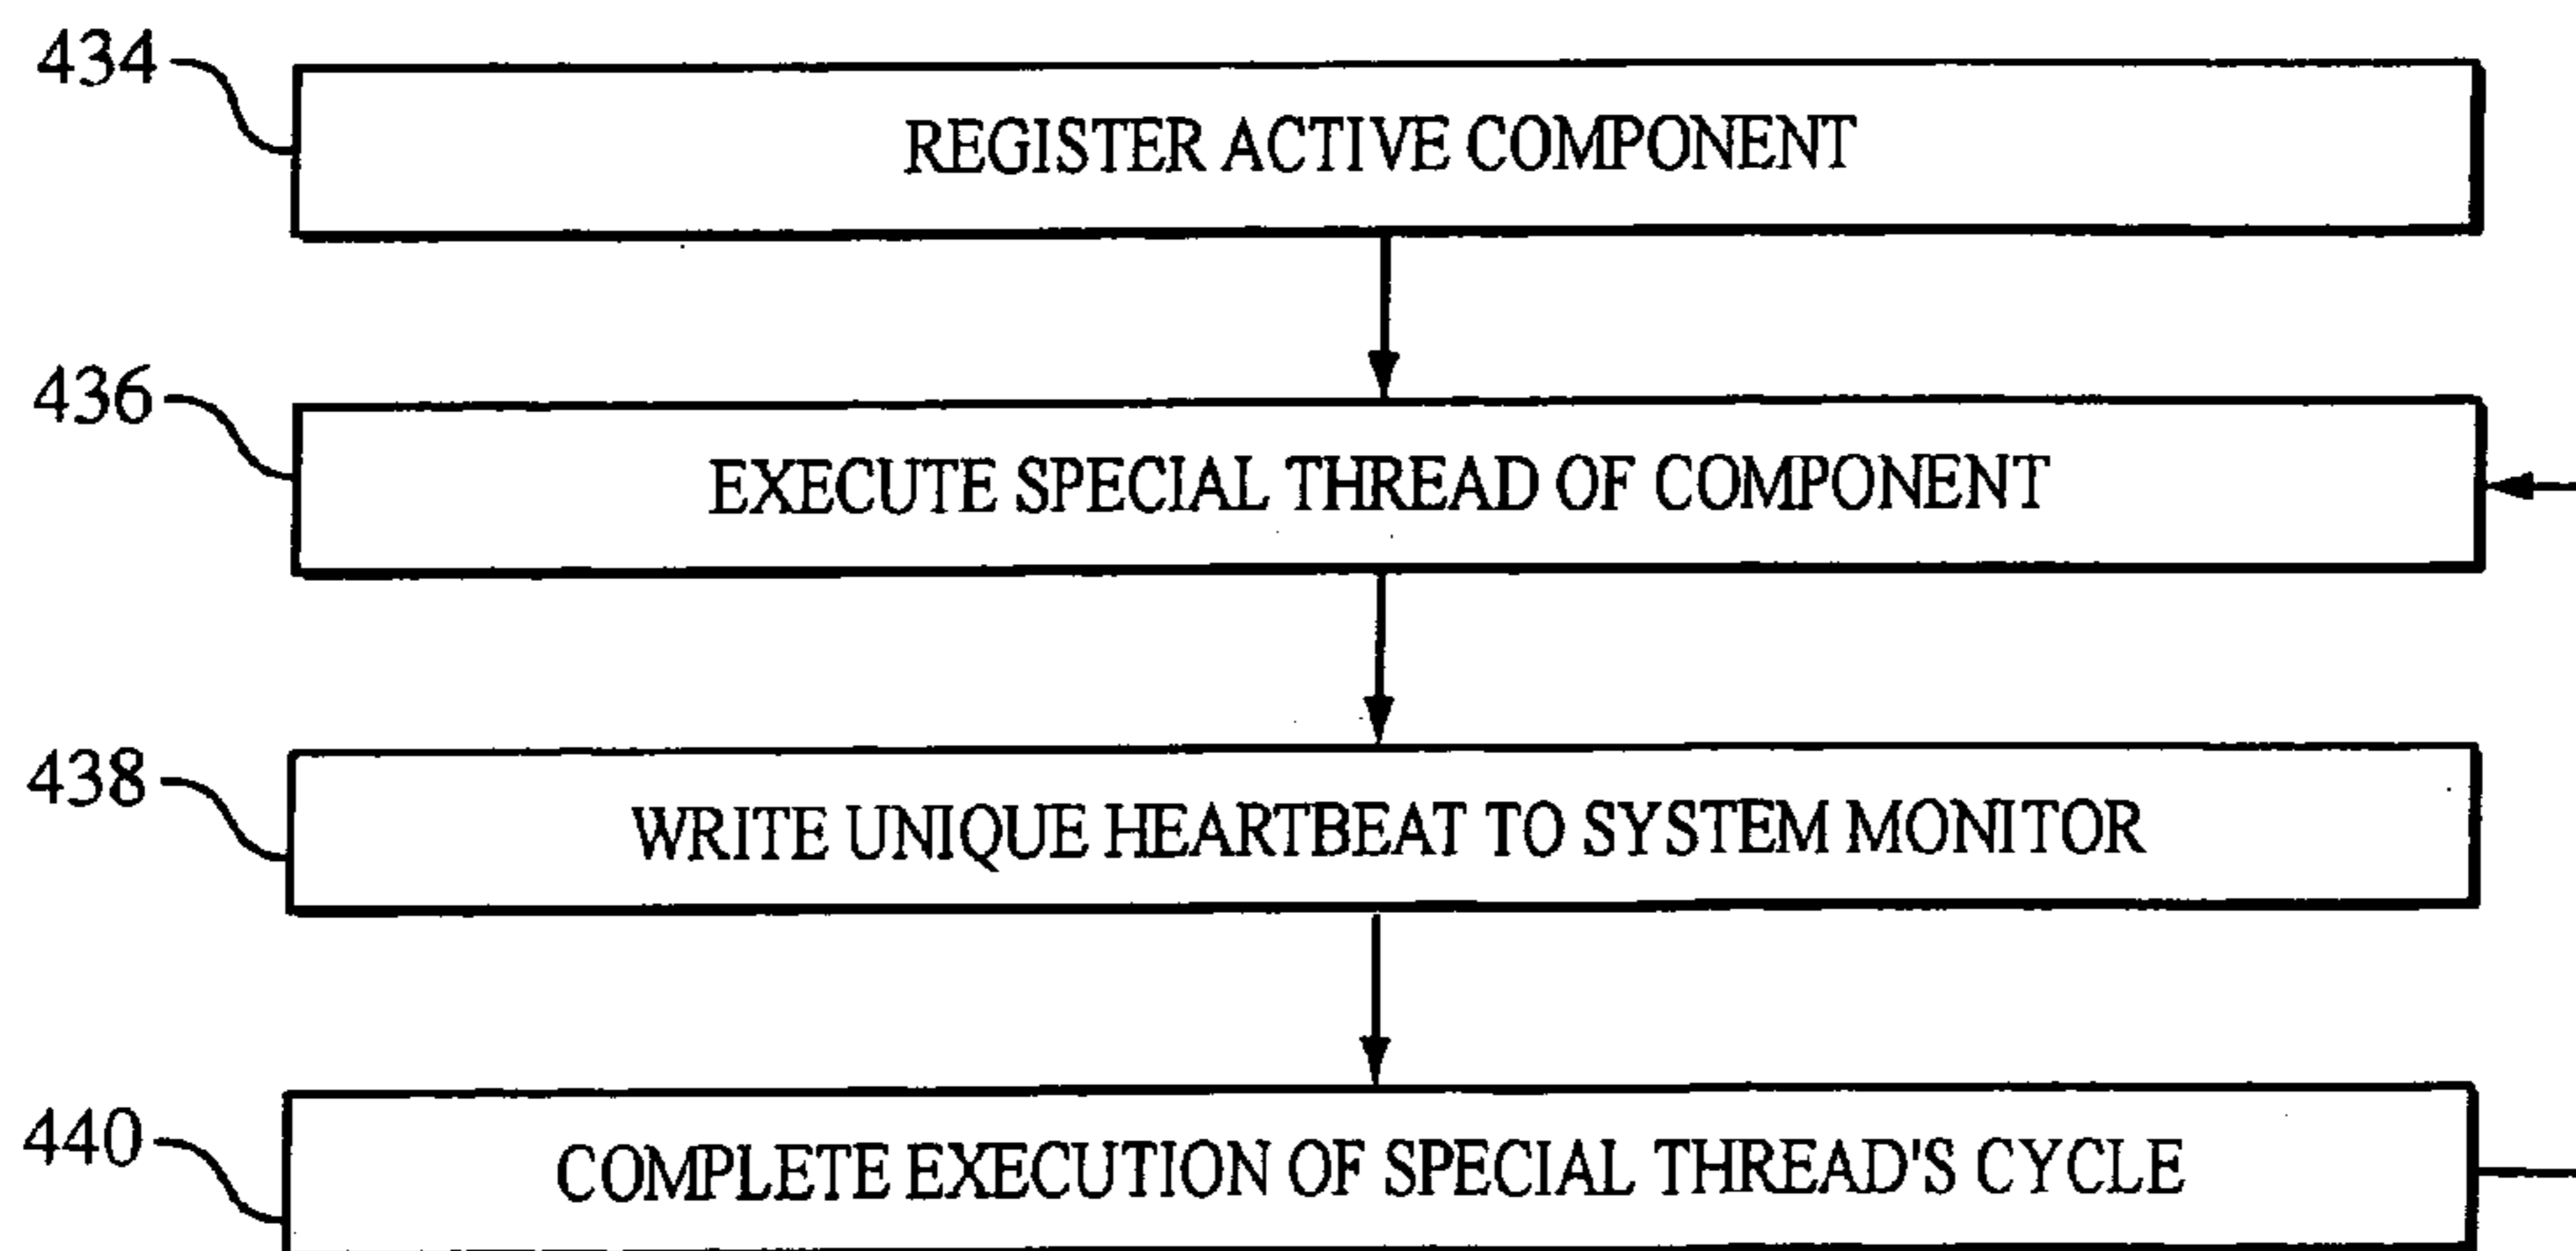 434
REGISTER ACTIVE COMPONENT
436
EXECUTE SPECIAL THREAD OF COMPONENT
438
WRITE UNIQUE HEARTBEAT TO SYSTEM MONITOR
440
COMPLETE EXECUTION OF SPECIAL THREAD'S CYCLE